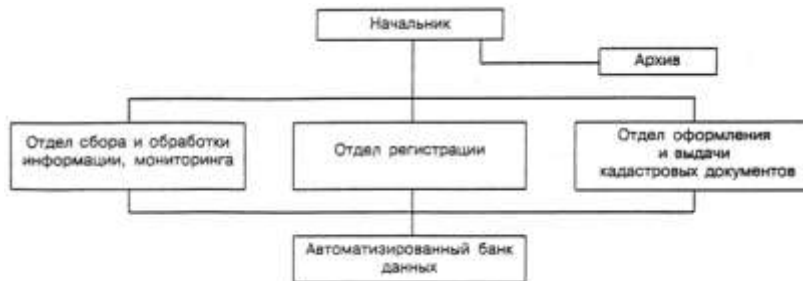 Начальник
Архив
Отдел сбора и обработки
информации, мониторинга
Отдел регистрации
Отдел оформления
и выдачи
кадастровых документов
Автоматизированный банк
данных